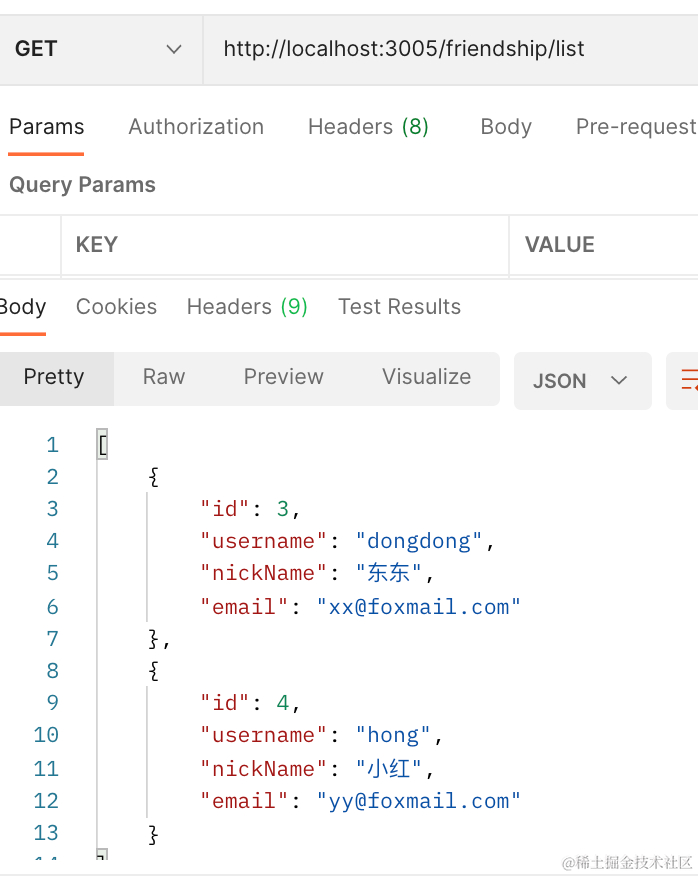 GET http://localhost:3005/friendship/list
Params Authorization Headers (8) Body Pre-request
Query Params
KEY VALUE
Body Cookies Headers (9) Test Results
Pretty Raw Preview Visualize JSON
1 [
2 {
3 "id": 3,
4 "username": "dongdong",
5 "nickName": "东东",
6 "email": "xx@foxmail.com"
7 },
8 {
9 "id": 4,
10 "username": "hong",
11 "nickName": "小红",
12 "email": "yy@foxmail.com"
13 }
14 ]
@稀土掘金技术社区